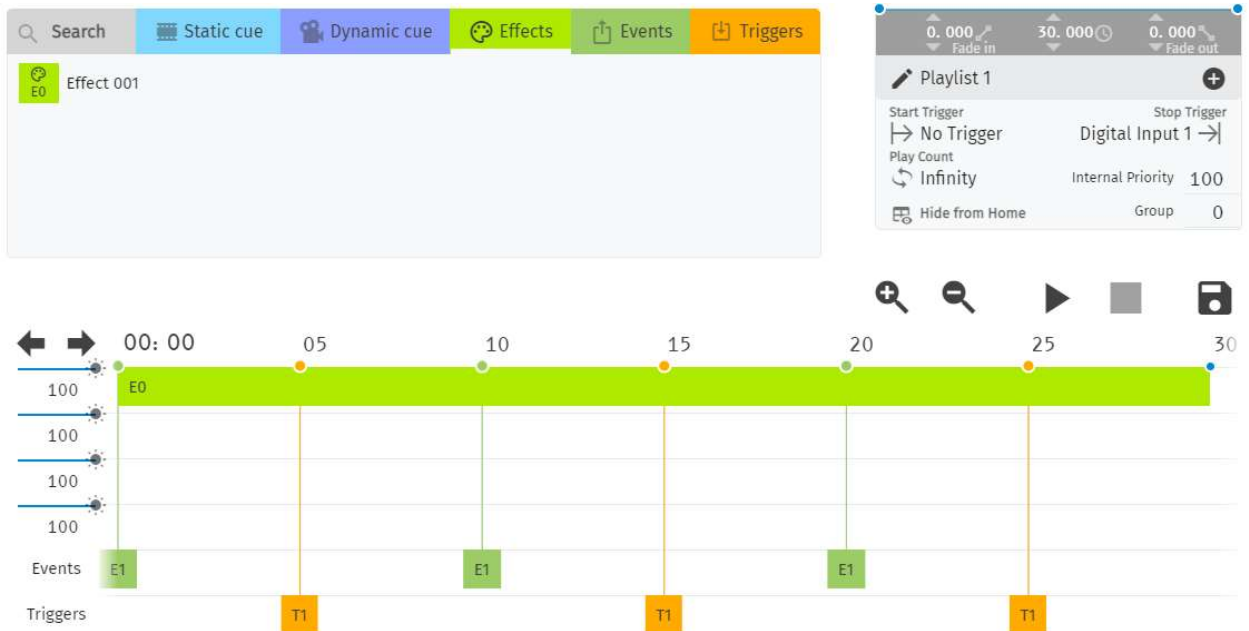 Search Static cue Dynamic cue Effects Events Triggers
E0 Effect 001
0. 000 30. 000 0. 000
Fade in Fade out
Playlist 1
Start Trigger Stop Trigger
No Trigger Digital Input 1
Play Count
Infinity Internal Priority 100
Hide from Home Group 0
00: 00 05 10 15 20 25 30
100 E0
100
100
100
Events E1 E1 E1
Triggers T1 T1 T1